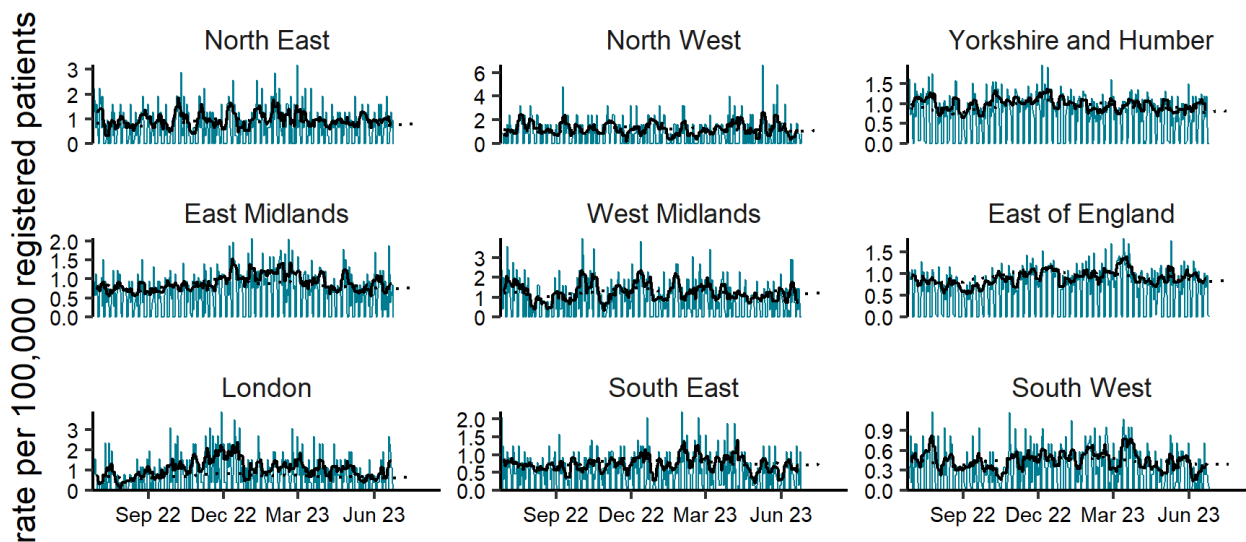 rate per 100,000 registered patients
North East
3
2
1
0
North West
6
4
2
0
Yorkshire and Humber
1.5
1.0
0.5
0.0
East Midlands
2.0
1.5
1.0
0.5
0.0
West Midlands
3
2
1
0
East of England
1.5
1.0
0.5
0.0
London
3
2
1
0
South East
2.0
1.5
1.0
0.5
0.0
South West
0.9
0.6
0.3
0.0
Sep 22 Dec 22 Mar 23 Jun 23
Sep 22 Dec 22 Mar 23 Jun 23
Sep 22 Dec 22 Mar 23 Jun 23